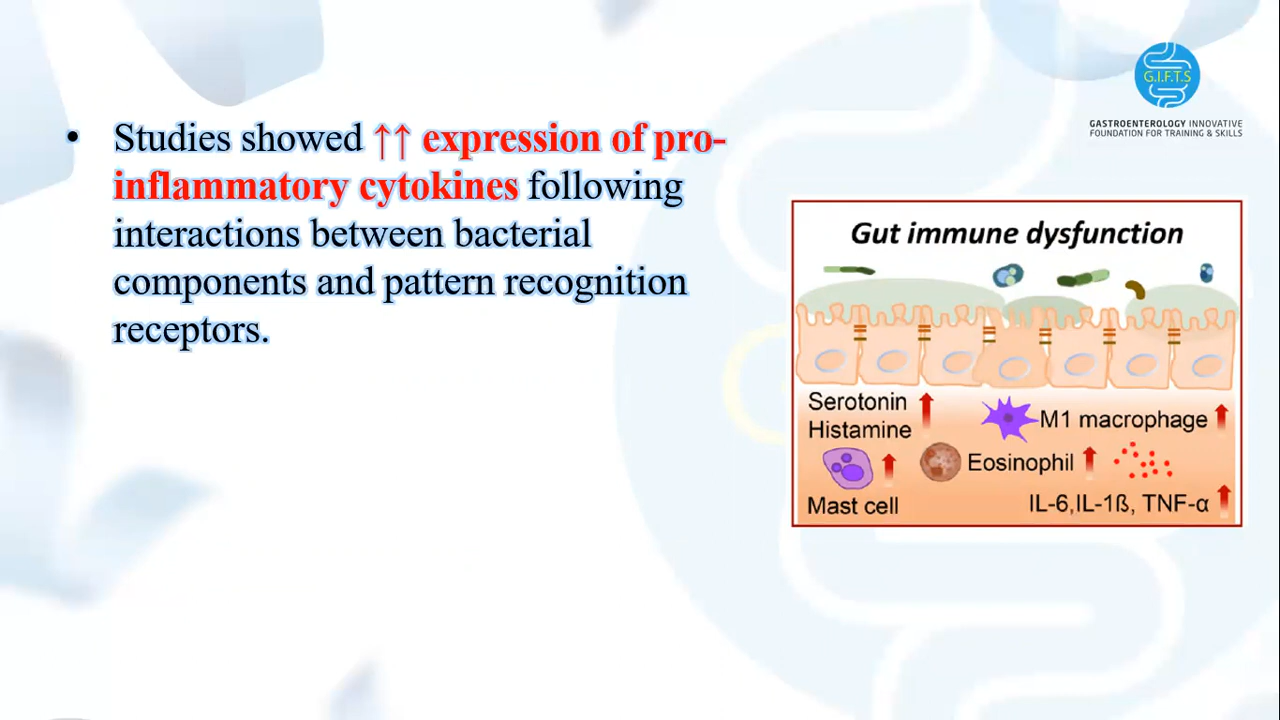 G.I.F.T.S
GASTROENTEROLOGY INNOVATIVE
FOUNDATION FOR TRAINING & SKILLS
• Studies showed ↑↑ expression of pro-
inflammatory cytokines following
interactions between bacterial
components and pattern recognition
receptors.
Gut immune dysfunction
Serotonin
Histamine
M1 macrophage
Eosinophil
Mast cell
IL-6,IL-1ß, TNF-α